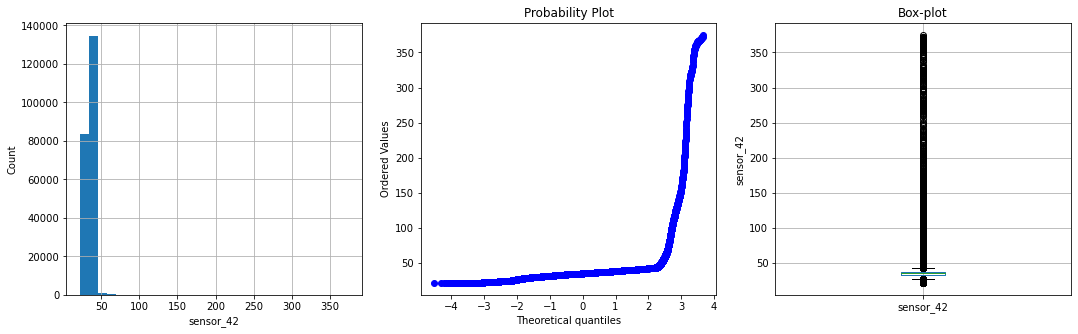 140000
120000
100000
80000
60000
40000
20000
0
Count
50 100 150 200 250 300 350
sensor_42
Probability Plot
350
300
250
200
150
100
50
Ordered Values
−4 −3 −2 −1 0 1 2 3 4
Theoretical quantiles
Box-plot
350
300
250
200
150
100
50
sensor_42
sensor_42